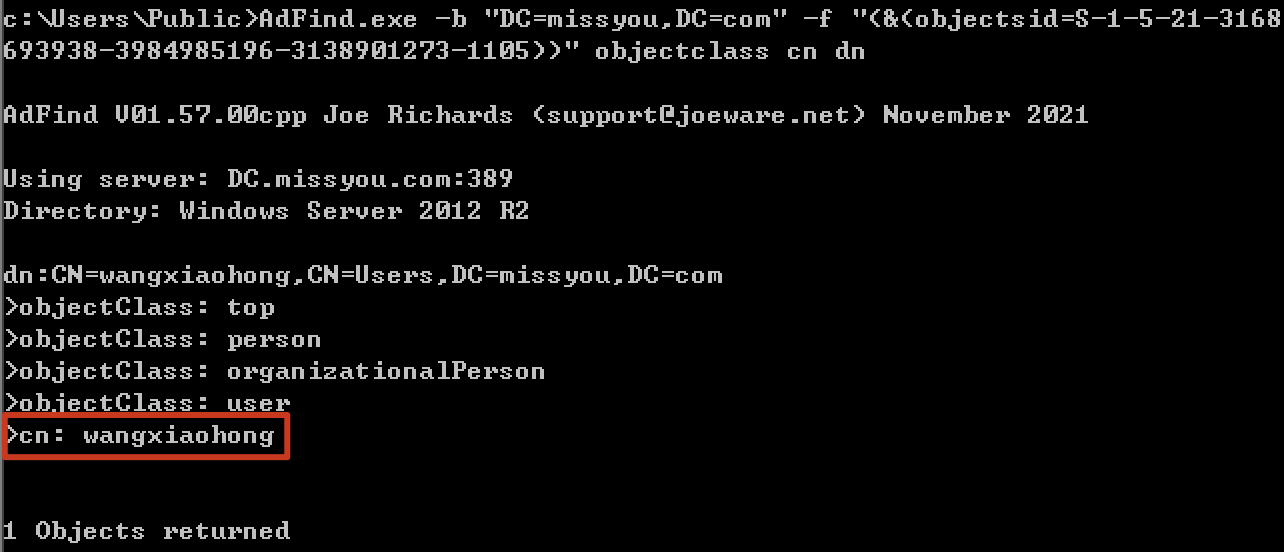 c:\Users\Public>AdFind.exe -b "DC=missyou,DC=com" -f "(&(objectsid=S-1-5-21-3168
693938-3984985196-3138901273-1105))" objectclass cn dn
AdFind V01.57.00cpp Joe Richards (support@joeware.net) November 2021
Using server: DC.missyou.com:389
Directory: Windows Server 2012 R2
dn:CN=wangxiaohong,CN=Users,DC=missyou,DC=com
>objectClass: top
>objectClass: person
>objectClass: organizationalPerson
>objectClass: user
>cn: wangxiaohong
1 Objects returned